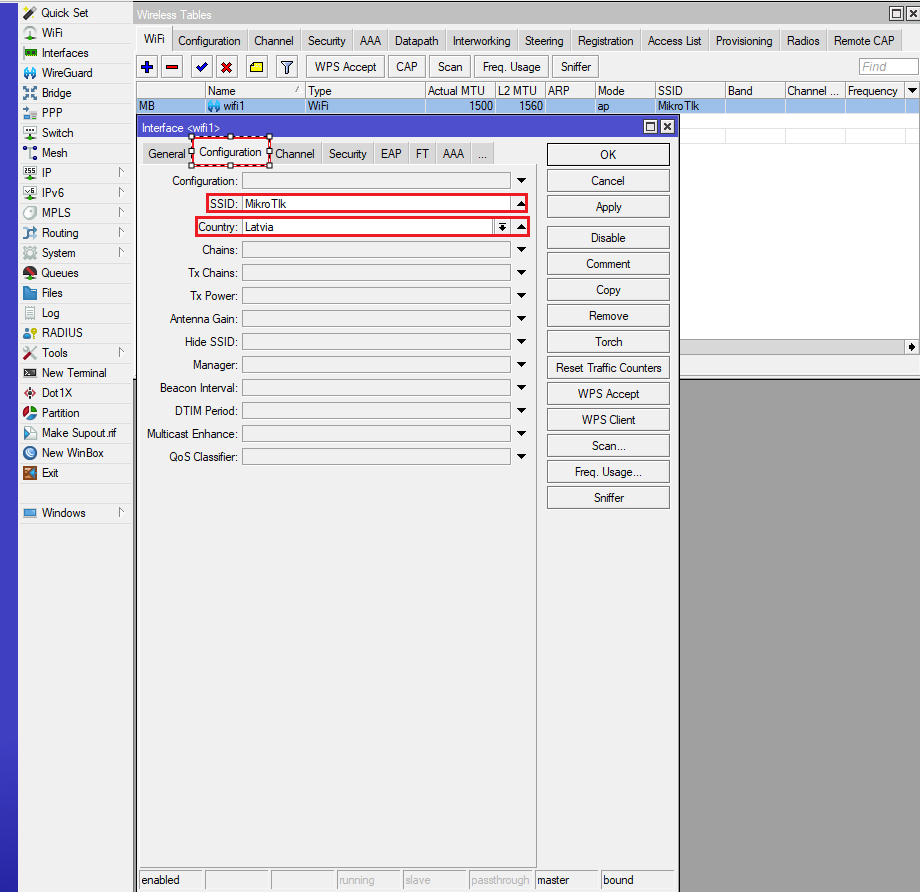 Quick Set
WiFi
Interfaces
WireGuard
Bridge
PPP
Switch
Mesh
IP
IPv6
MPLS
Routing
System
Queues
Files
Log
RADIUS
Tools
New Terminal
Dot1X
Partition
Make Supout.rif
New WinBox
Exit
Windows
Wireless Tables
WiFi Configuration Channel Security AAA Datapath Interworking Steering Registration Access List Provisioning Radios Remote CAP
WPS Accept CAP Scan Freq. Usage Sniffer Find
Name Type Actual MTU L2 MTU ARP Mode SSID Band Channel ... Frequency
MB wifi1 WiFi 1500 1560 ap MikroTIk
Interface <wifi1>
General Configuration Channel Security EAP FT AAA ...
Configuration:
SSID: MikroTIk
Country: Latvia
Chains:
Tx Chains:
Tx Power:
Antenna Gain:
Hide SSID:
Manager:
Beacon Interval:
DTIM Period:
Multicast Enhance:
QoS Classifier:
OK
Cancel
Apply
Disable
Comment
Copy
Remove
Torch
Reset Traffic Counters
WPS Accept
WPS Client
Scan...
Freq. Usage...
Sniffer
enabled running slave passthrough master bound